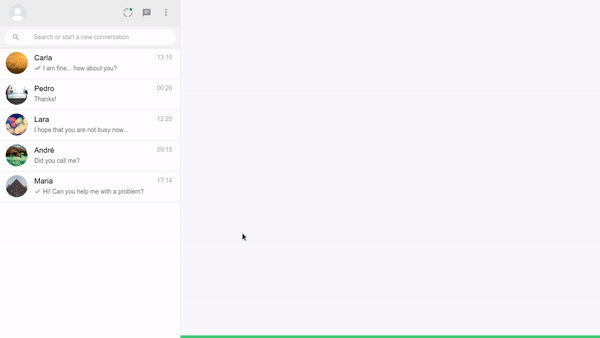 Search or start a new conversation
Carla 13:10
I am fine... how about you?
Pedro 00:26
Thanks!
Lara 12:20
I hope that you are not busy now...
André 09:15
Did you call me?
Maria 17:14
Hi! Can you help me with a problem?